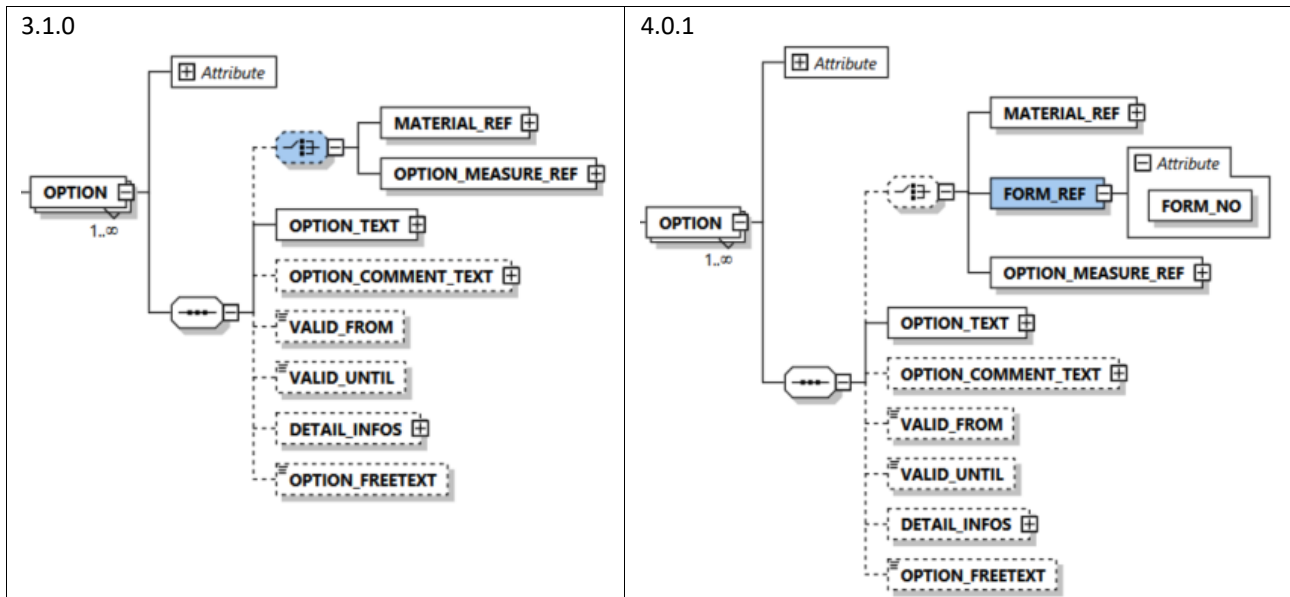 3.1.0
Attribute
MATERIAL_REF
OPTION_MEASURE_REF
OPTION
1..∞
OPTION_TEXT
OPTION_COMMENT_TEXT
VALID_FROM
VALID_UNTIL
DETAIL_INFOS
OPTION_FREETEXT
4.0.1
Attribute
MATERIAL_REF
Attribute
FORM_REF
FORM_NO
OPTION
1..∞
OPTION_MEASURE_REF
OPTION_TEXT
OPTION_COMMENT_TEXT
VALID_FROM
VALID_UNTIL
DETAIL_INFOS
OPTION_FREETEXT